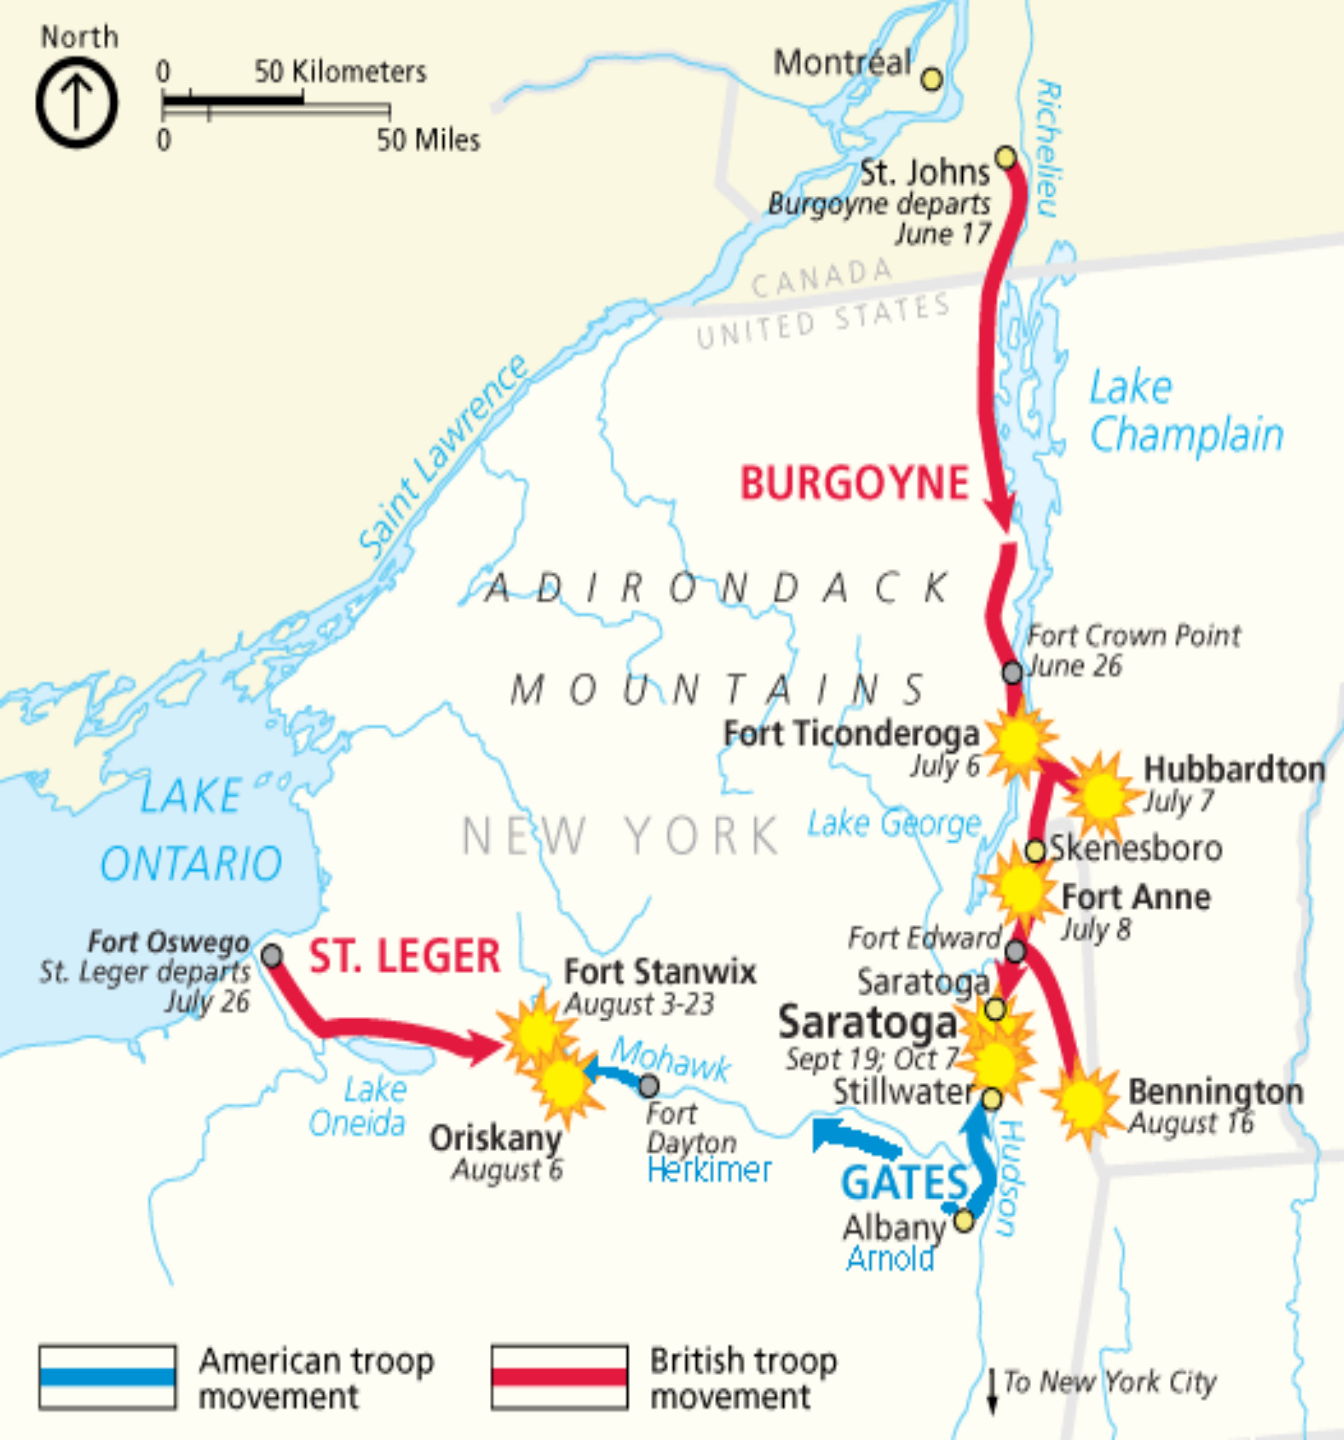 North
0 50 Kilometers
0 50 Miles
Montréal
Richelieu
St. Johns
Burgoyne departs
June 17
CANADA
UNITED STATES
Saint Lawrence
Lake
Champlain
BURGOYNE
ADIRONDACK
MOUNTAINS
Fort Crown Point
June 26
Fort Ticonderoga
July 6
Hubbardton
July 7
LAKE
ONTARIO
NEW YORK
Lake George
Skenesboro
Fort Anne
July 8
Fort Edward
Fort Oswego
St. Leger departs
July 26
ST. LEGER
Fort Stanwix
August 3-23
Saratoga
Saratoga
Sept 19; Oct 7
Stillwater
Bennington
August 16
Mohawk
Lake
Oneida
Fort
Dayton
Herkimer
Oriskany
August 6
Hudson
GATES
Albany
Arnold
American troop
movement
British troop
movement
To New York City